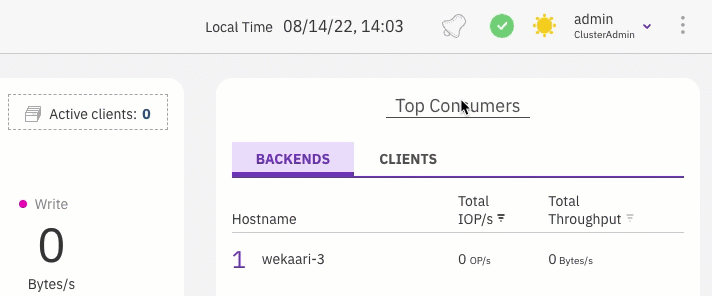 Local Time 08/14/22, 14:03
admin
ClusterAdmin
Active clients: 0
Write
0
Bytes/s
Top Consumers
BACKENDS CLIENTS
Hostname Total IOP/s Total Throughput
1 wekaari-3 0 OP/s 0 Bytes/s